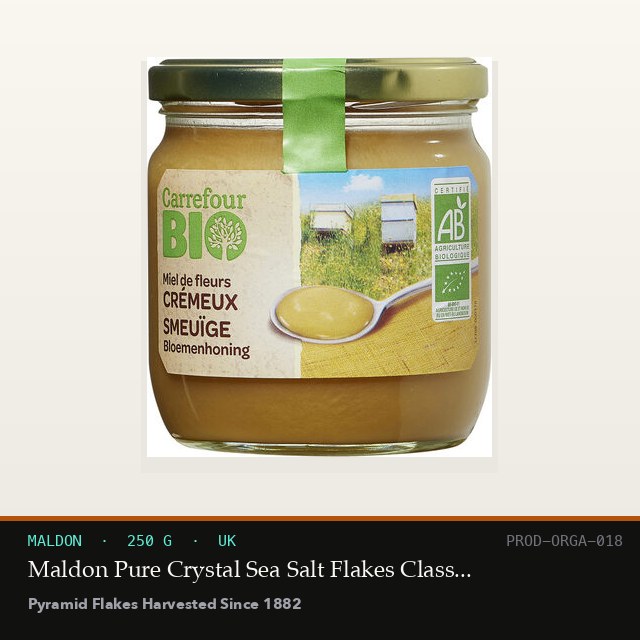 Carrefour
BIO
Miel de fleurs
CRÉMEUX
SMEUÏGE
Bloemenhoning
CERTIFIÉ
AB
AGRICULTURE
BIOLOGIQUE
MALDON · 250 G · UK
PROD-ORGA-018
Maldon Pure Crystal Sea Salt Flakes Class...
Pyramid Flakes Harvested Since 1882